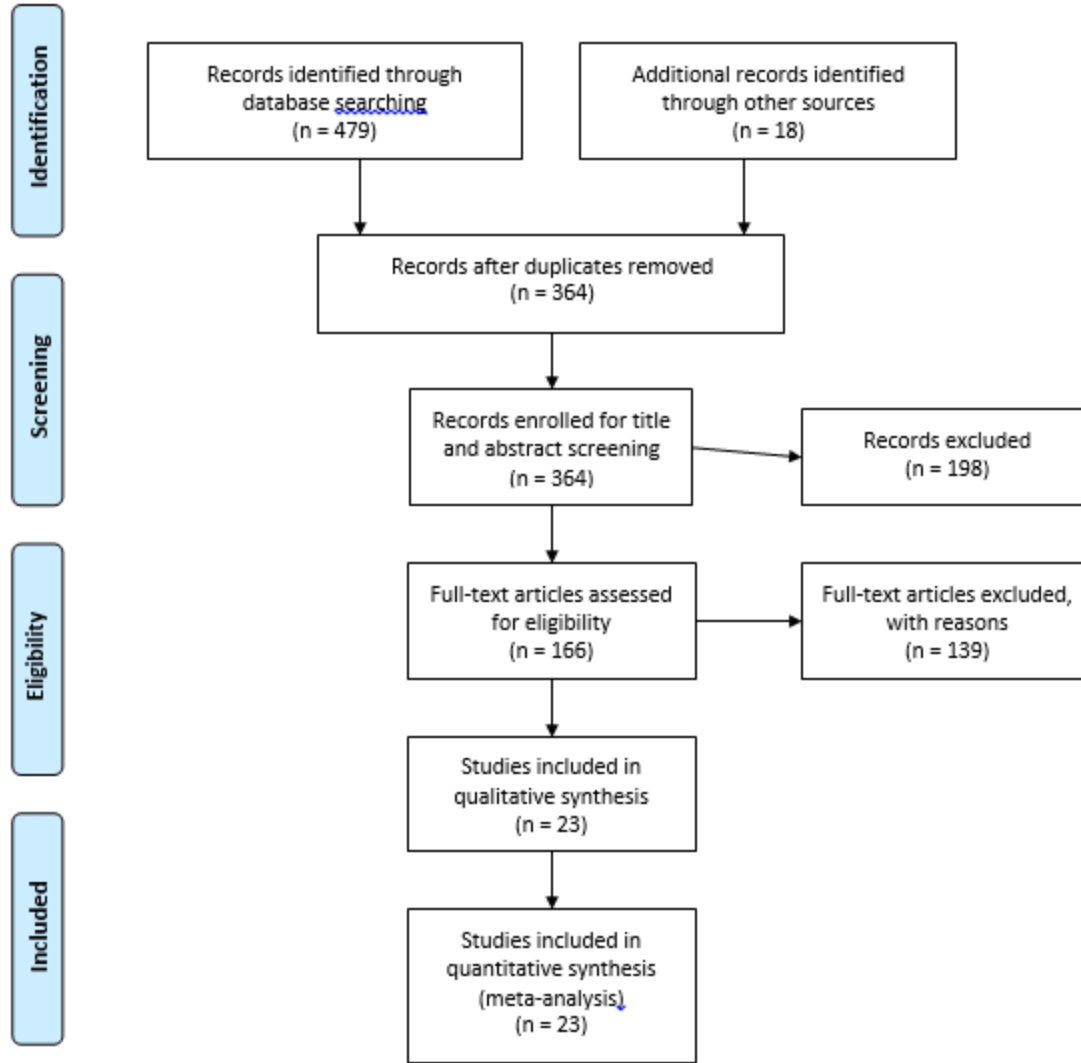 Identification
Records identified through
database searching
(n = 479)
Additional records identified
through other sources
(n = 18)
Records after duplicates removed
(n = 364)
Screening
Records enrolled for title
and abstract screening
(n = 364)
Records excluded
(n = 198)
Eligibility
Full-text articles assessed
for eligibility
(n = 166)
Full-text articles excluded,
with reasons
(n = 139)
Studies included in
qualitative synthesis
(n = 23)
Included
Studies included in
quantitative synthesis
(meta-analysis)
(n = 23)